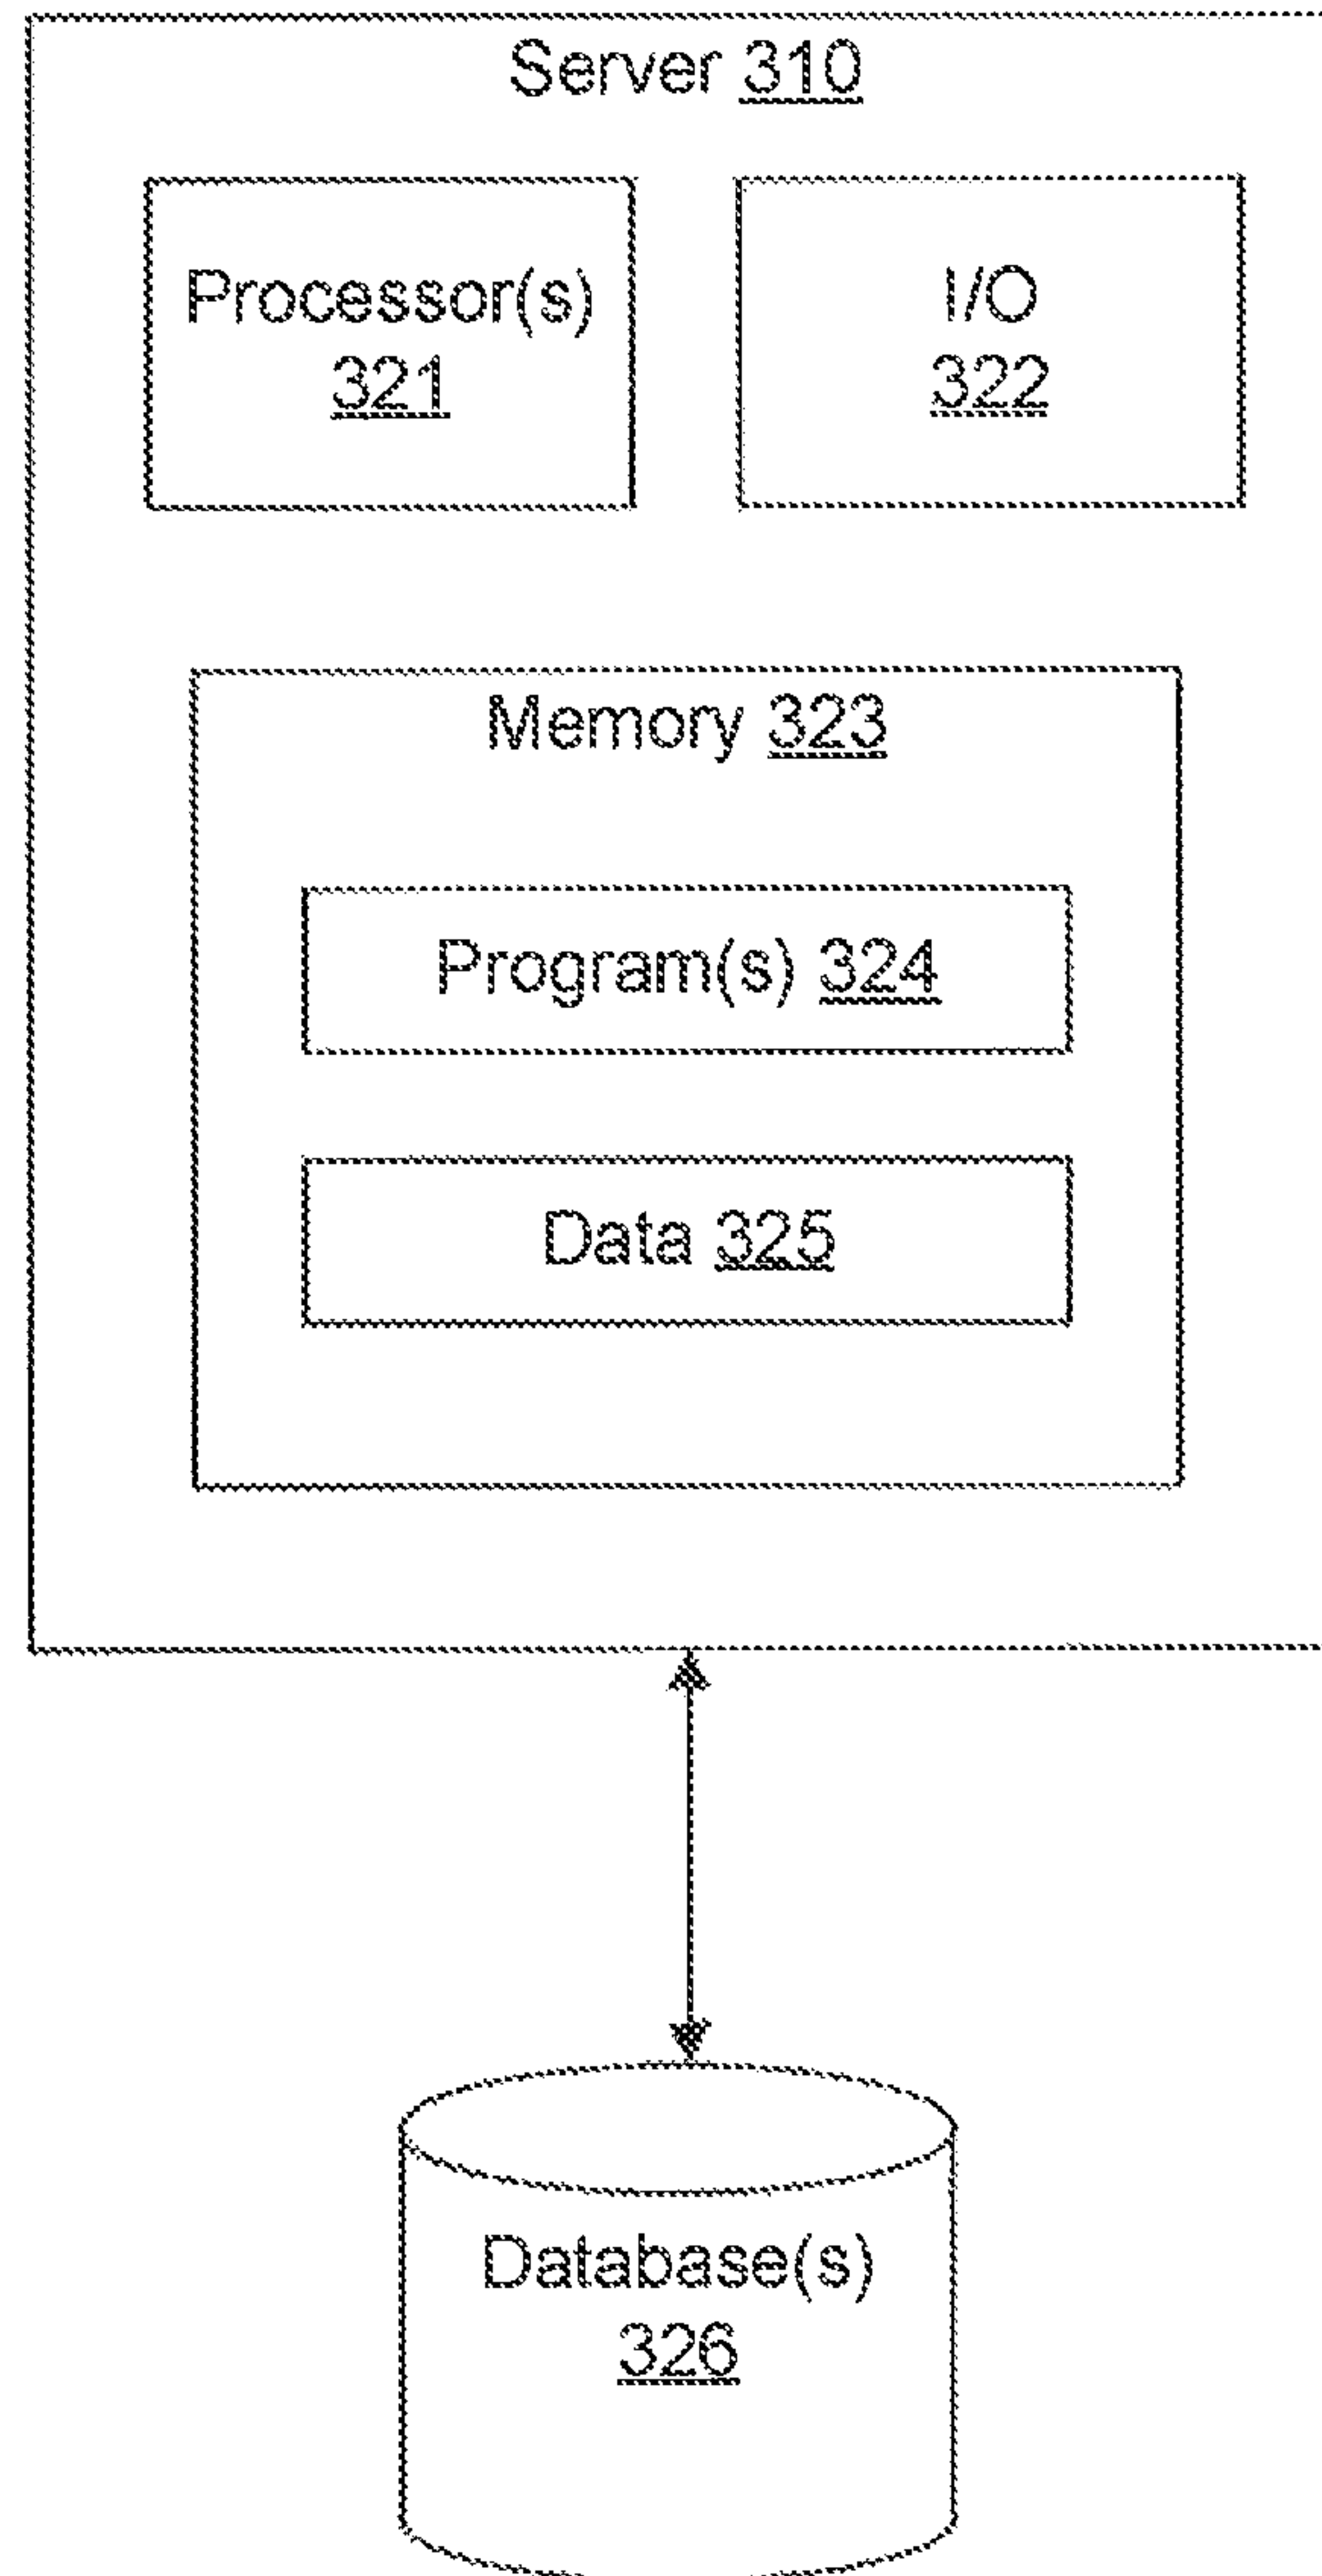 Server 310
Processor(s)
321
I/O
322
Memory 323
Program(s) 324
Data 325
Database(s)
326